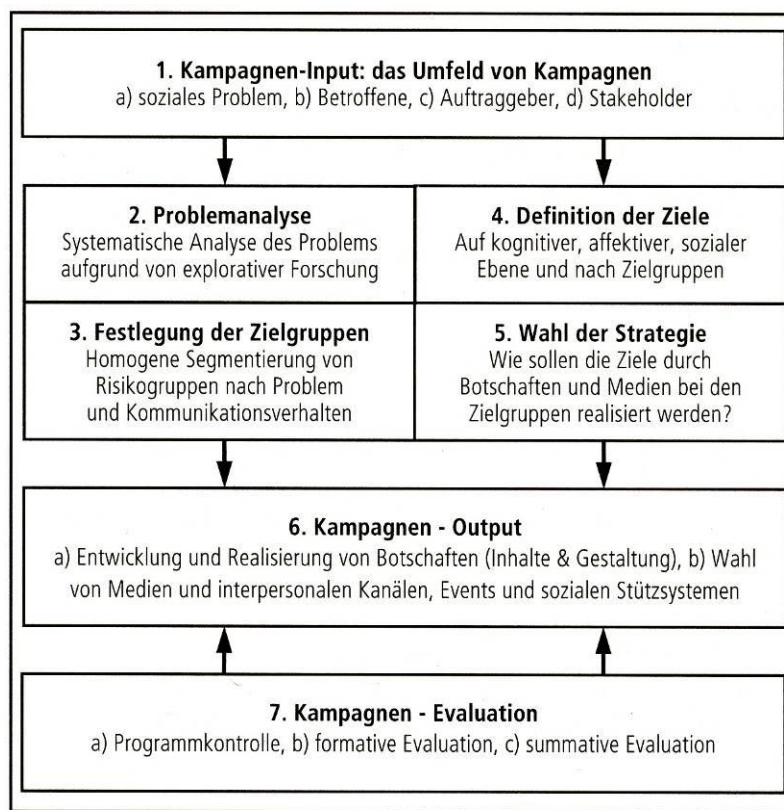 1. Kampagnen-Input: das Umfeld von Kampagnen
a) soziales Problem, b) Betroffene, c) Auftraggeber, d) Stakeholder
2. Problemanalyse
Systematische Analyse des Problems
aufgrund von explorativer Forschung
3. Festlegung der Zielgruppen
Homogene Segmentierung von
Risikogruppen nach Problem
und Kommunikationsverhalten
4. Definition der Ziele
Auf kognitiver, affektiver, sozialer
Ebene und nach Zielgruppen
5. Wahl der Strategie
Wie sollen die Ziele durch
Botschaften und Medien bei den
Zielgruppen realisiert werden?
6. Kampagnen - Output
a) Entwicklung und Realisierung von Botschaften (Inhalte & Gestaltung), b) Wahl
von Medien und interpersonalen Kanälen, Events und sozialen Stützsystemen
7. Kampagnen - Evaluation
a) Programmkontrolle, b) formative Evaluation, c) summative Evaluation